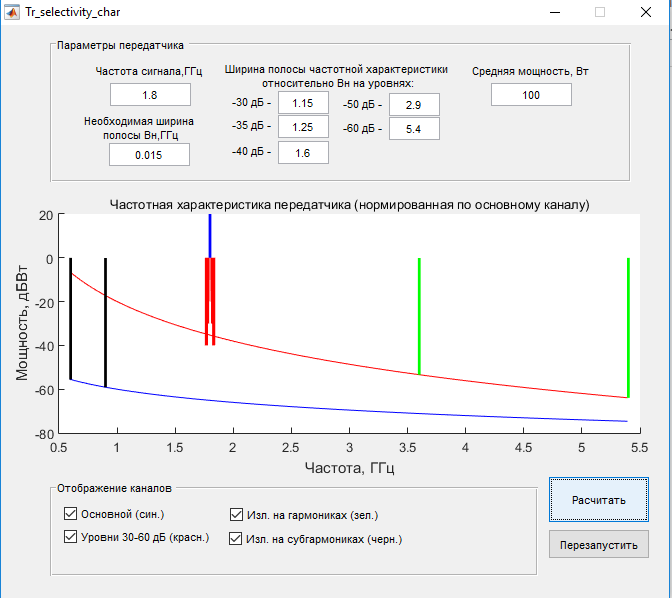 Tr_selectivity_char
Параметры передатчика
Частота сигнала,ГГц
1.8
Необходимая ширина
полосы Вн,ГГц
0.015
Ширина полосы частотной характеристики
относительно Вн на уровнях:
-30 дБ - 1.15
-35 дБ - 1.25
-40 дБ - 1.6
-50 дБ - 2.9
-60 дБ - 5.4
Средняя мощность, Вт
100
Частотная характеристика передатчика (нормированная по основному каналу)
Мощность, дБВт
20
0
-20
-40
-60
-80
0.5 1 1.5 2 2.5 3 3.5 4 4.5 5 5.5
Частота, ГГц
Отображение каналов
Основной (син.)
Изл. на гармониках (зел.)
Уровни 30-60 дБ (красн.)
Изл. на субгармониках (черн.)
Расчитать
Перезапустить